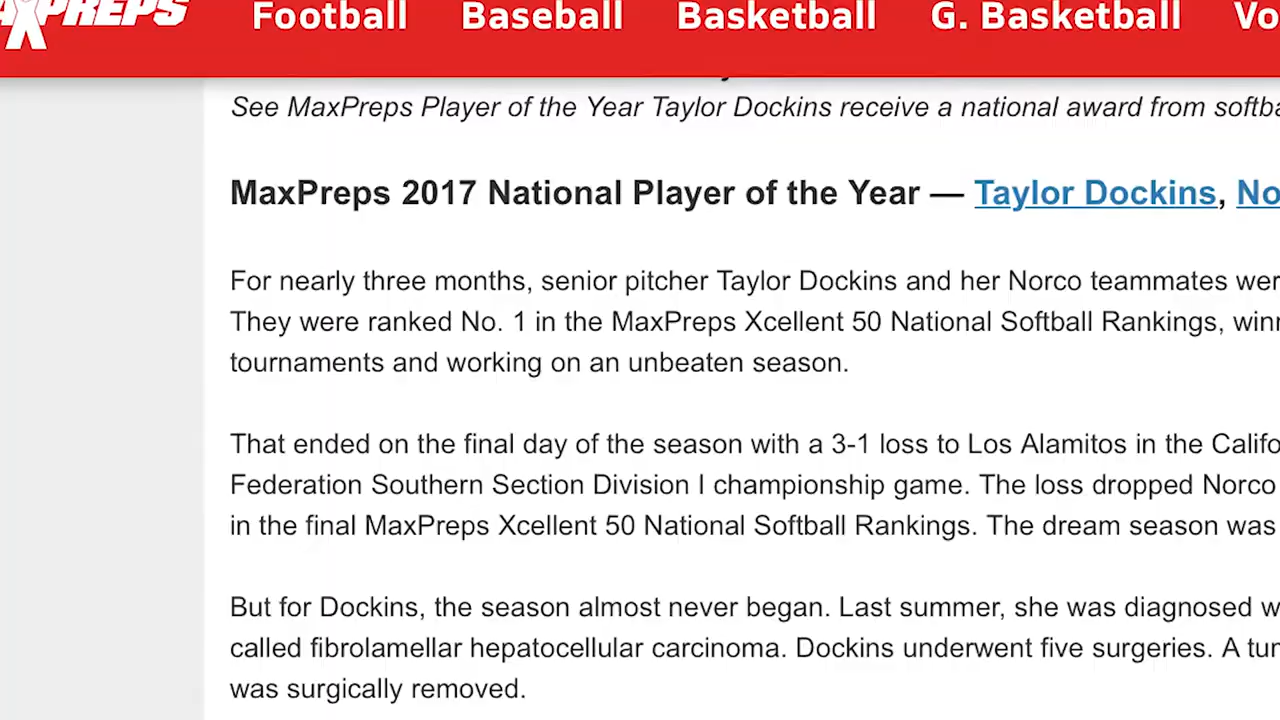 Football Baseball Basketball G. Basketball
See MaxPreps Player of the Year Taylor Dockins receive a national award from
MaxPreps 2017 National Player of the Year — Taylor Dockins,
For nearly three months, senior pitcher Taylor Dockins and her Norco teammates
They were ranked No. 1 in the MaxPreps Xcellent 50 National Softball Rankings,
tournaments and working on an unbeaten season.
That ended on the final day of the season with a 3-1 loss to Los Alamitos in the
Federation Southern Section Division I championship game. The loss dropped Norco
in the final MaxPreps Xcellent 50 National Softball Rankings. The dream season was
But for Dockins, the season almost never began. Last summer, she was diagnosed
called fibrolamellar hepatocellular carcinoma. Dockins underwent five surgeries. A
was surgically removed.